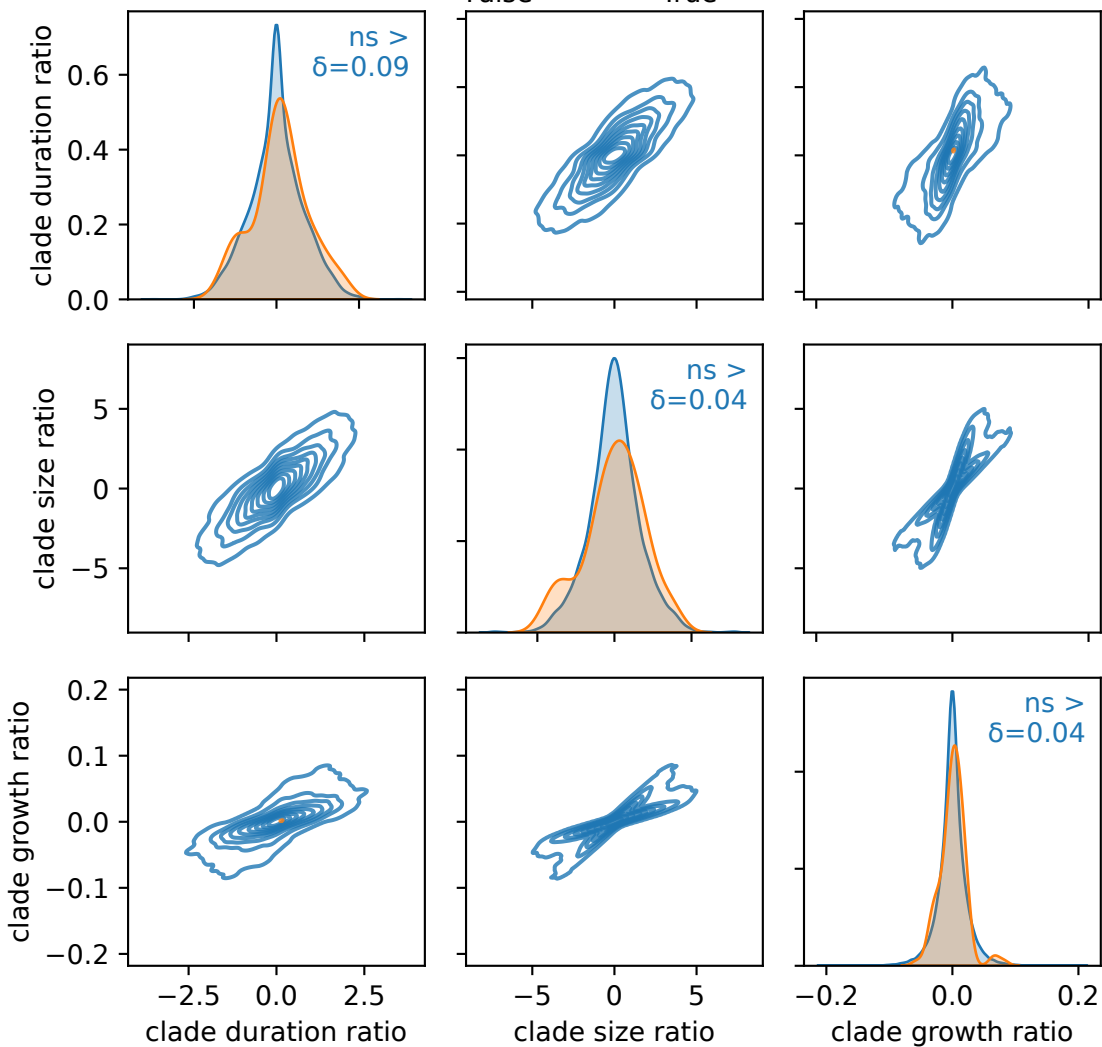 clade duration ratio
0.6
0.4
0.2
0.0
ns >
δ=0.09
clade size ratio
5
0
−5
ns >
δ=0.04
clade growth ratio
0.2
0.1
0.0
−0.1
−0.2
ns >
δ=0.04
−2.5 0.0 2.5
−5 0 5
−0.2 0.0 0.2
clade duration ratio
clade size ratio
clade growth ratio